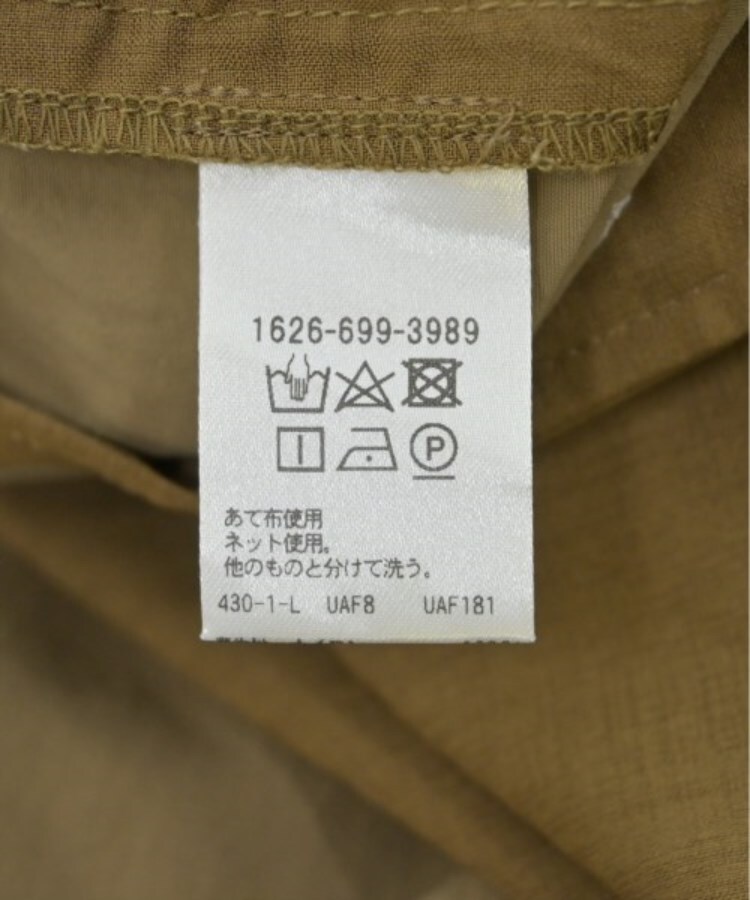 1626-699-3989
P
あて布使用
ネット使用。
他のものと分けて洗う。
430-1-L UAF8 UAF181